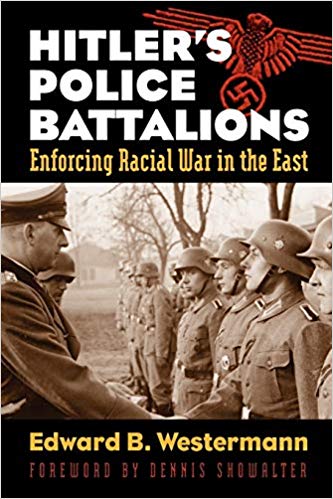 HITLER'S
POLICE
BATTALIONS
Enforcing Racial War in the East
Edward B. Westermann
FOREWORD BY DENNIS SHOWALTER